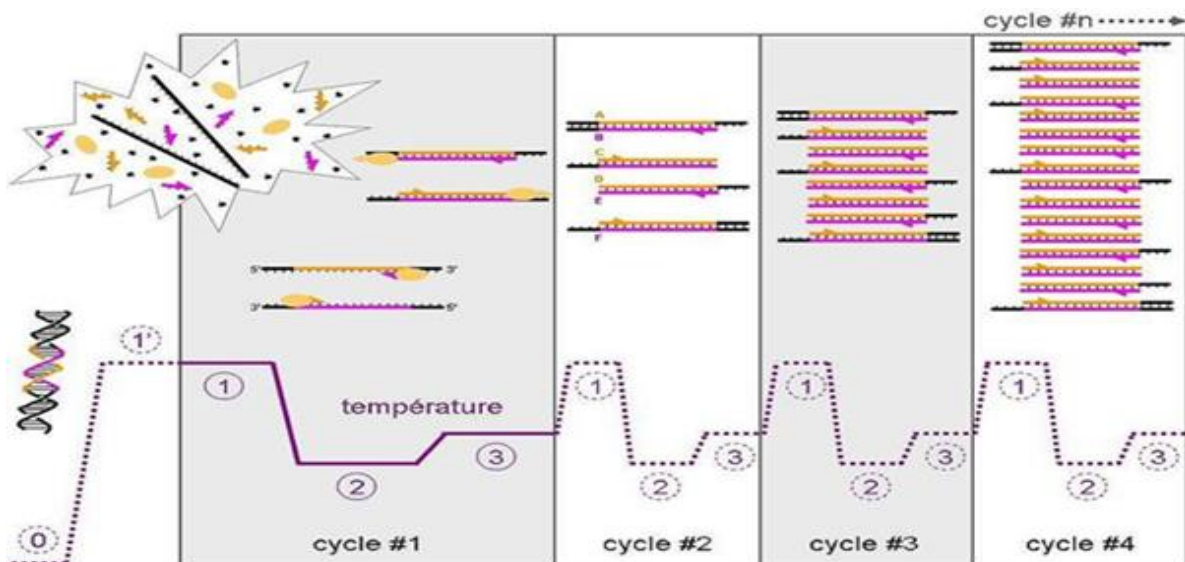 cycle #n
A
B
C
D
E
F
5' 3'
3' 5'
1'
1
température
3
2
0
1
3
2
1
3
2
1
3
2
cycle #1
cycle #2
cycle #3
cycle #4